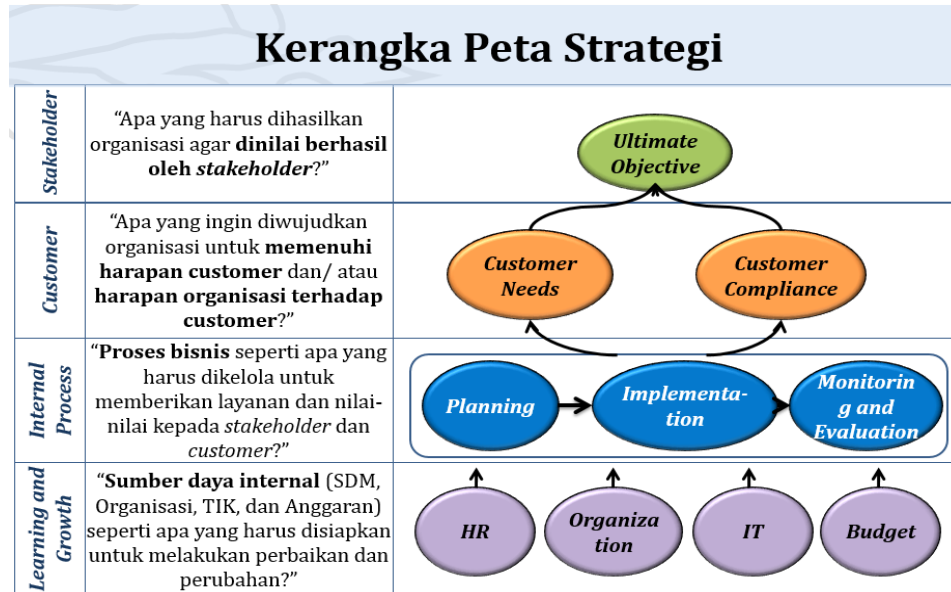 Kerangka Peta Strategi
Stakeholder
“Apa yang harus dihasilkan
organisasi agar dinilai berhasil
oleh stakeholder?”
Ultimate
Objective
Customer
“Apa yang ingin diwujudkan
organisasi untuk memenuhi
harapan customer dan/ atau
harapan organisasi terhadap
customer?”
Customer
Needs
Customer
Compliance
Internal
Process
“Proses bisnis seperti apa yang
harus dikelola untuk
memberikan layanan dan nilai-
nilai kepada stakeholder dan
customer?”
Planning
Implementa-
tion
Monitorin
g and
Evaluation
Learning and
Growth
“Sumber daya internal (SDM,
Organisasi, TIK, dan Anggaran)
seperti apa yang harus disiapkan
untuk melakukan perbaikan dan
perubahan?”
HR
Organiza
tion
IT
Budget